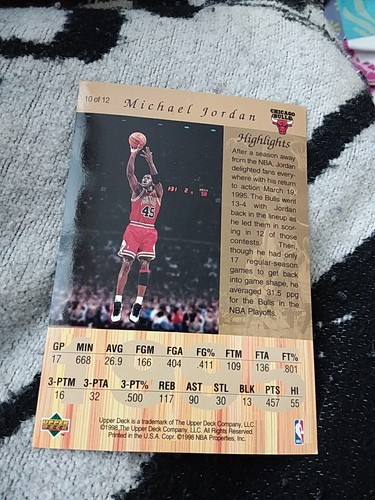 10 of 12
Michael Jordan
CHICAGO
BULLS
Highlights
After a season away
from the NBA, Jordan
delighted fans every-
where with his return
to action March 19,
1995. The Bulls went
13-4 with Jordan
back in the lineup as
he led them in scor-
ing in 12 of those
contests. Then,
though he had only
17 regular-season
games to get back
into game shape, he
averaged 31.5 ppg
for the Bulls in the
NBA Playoffs.
45
GP MIN AVG FGM FGA FG% FTM FTA FT%
17 668 26.9 166 404 .411 109 136 .801
3-PTM 3-PTA 3-PT% REB AST STL BLK PTS HI
16 32 .500 117 90 30 13 457 55
UPPER
DECK
Upper Deck is a trademark of The Upper Deck Company, LLC.
©1998 The Upper Deck Company, LLC. All Rights Reserved.
Printed in the U.S.A. Copr. ©1998 NBA Properties, Inc.